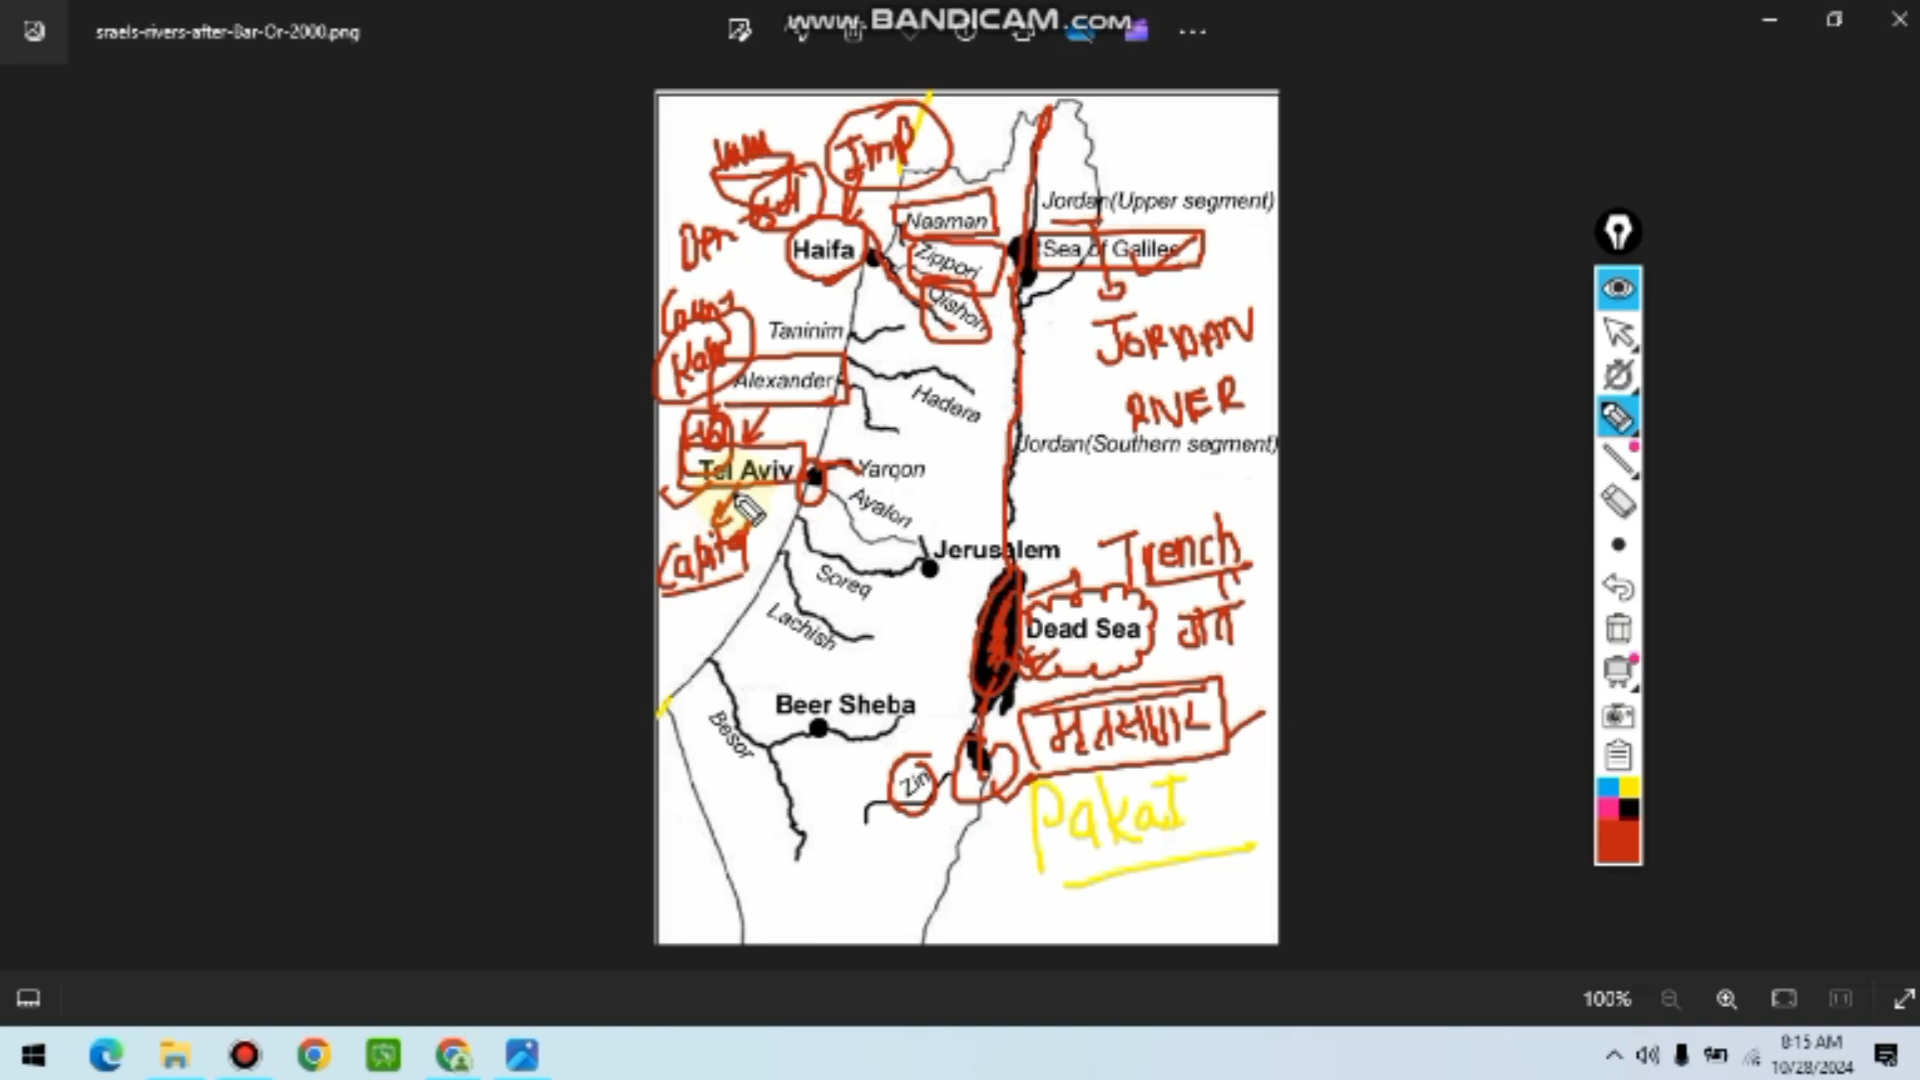 sraels-rivers-after-Bar-Or-2000.png
www.BANDICAM.com
Imp
Jordan(Upper segment)
Naaman
Haifa
Sea of Galilee
Zippori
Qishon
Taninim
JORDAN
RIVER
Alexander
Hadera
Jordan(Southern segment)
Tel Aviv
Yarqon
Ayalon
Jerusalem
Trench
Capital
Soreq
Lachish
Dead Sea
गर्त
मृतसागर
Beer Sheba
Besor
Zin
Pakat
100%
8:15 AM
10/28/2024